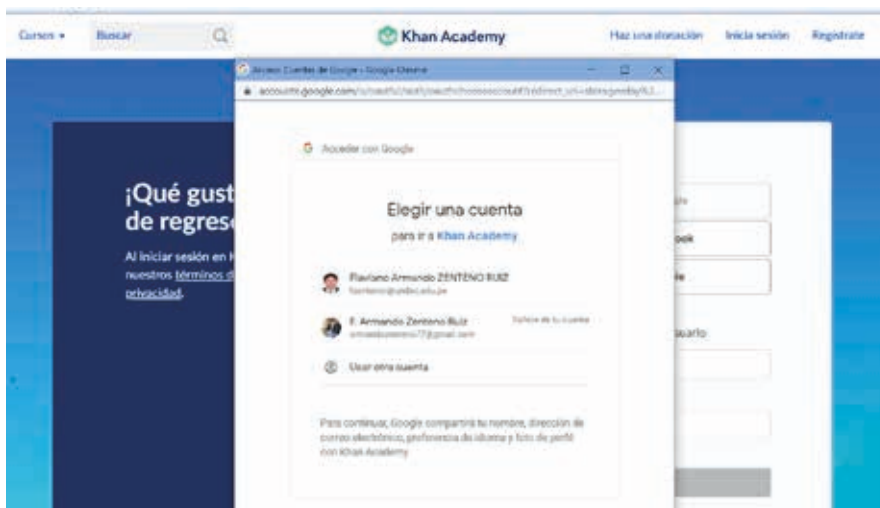 Cursos
Buscar
Khan Academy
Haz una donación
Inicia sesión
Regístrate
Acceso: Cuentas de Google - Google Chrome
¡Qué gust
de regres
Al iniciar sesión en K
nuestros términos d
privacidad.
Acceder con Google
Elegir una cuenta
para ir a Khan Academy
Flaviano Armando ZENTENO RUIZ
F. Armando Zenteno Ruiz
Usar otra cuenta
Para continuar, Google compartirá tu nombre, dirección de
correo electrónico, preferencia de idioma y foto de perfil
con Khan Academy
ook
le
usuario